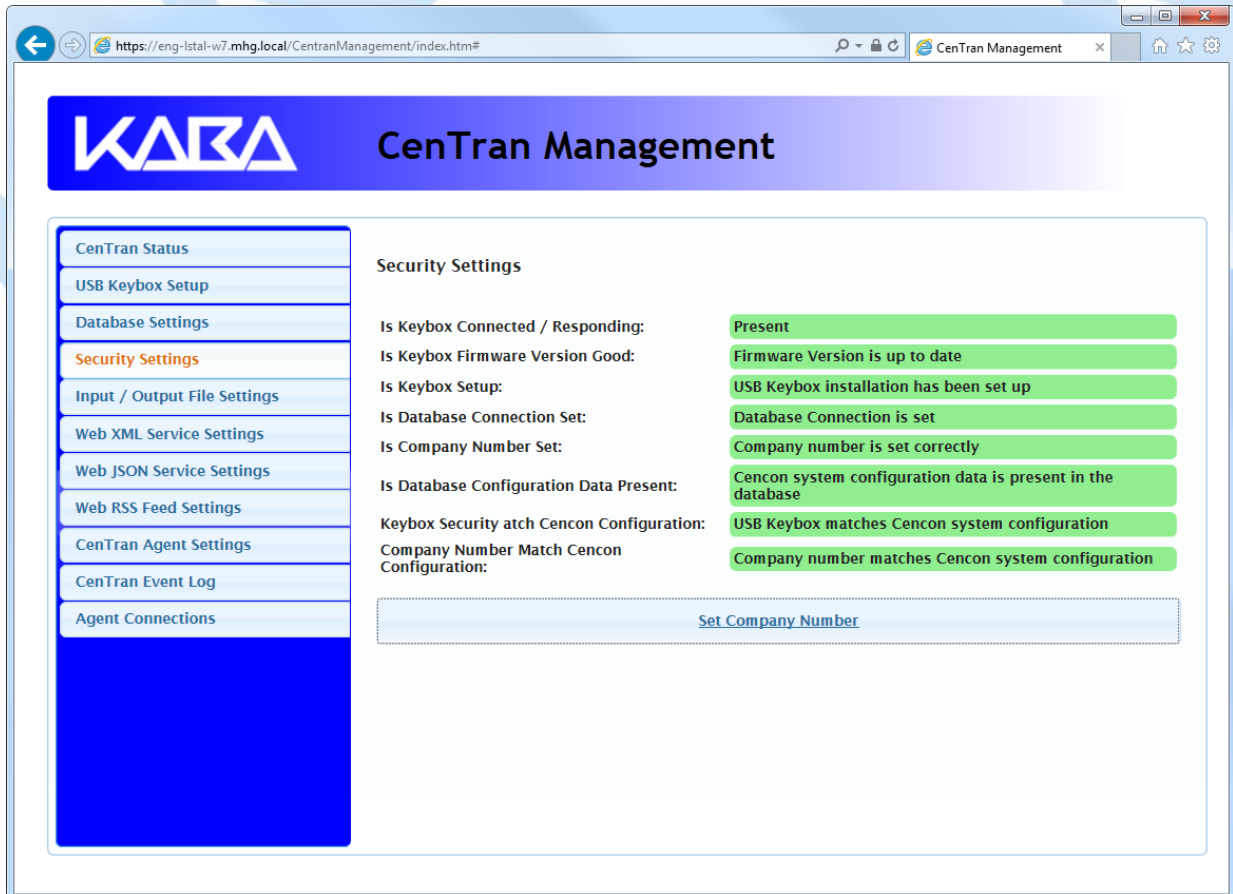 https://eng-lstal-w7.mhg.local/CentranManagement/index.htm#
CenTran Management
KABA
CenTran Management
CenTran Status
USB Keybox Setup
Database Settings
Security Settings
Input / Output File Settings
Web XML Service Settings
Web JSON Service Settings
Web RSS Feed Settings
CenTran Agent Settings
CenTran Event Log
Agent Connections
Security Settings
Is Keybox Connected / Responding: Present
Is Keybox Firmware Version Good: Firmware Version is up to date
Is Keybox Setup: USB Keybox installation has been set up
Is Database Connection Set: Database Connection is set
Is Company Number Set: Company number is set correctly
Is Database Configuration Data Present: Cencon system configuration data is present in the
database
Keybox Security atch Cencon Configuration: USB Keybox matches Cencon system configuration
Company Number Match Cencon
Configuration: Company number matches Cencon system configuration
Set Company Number